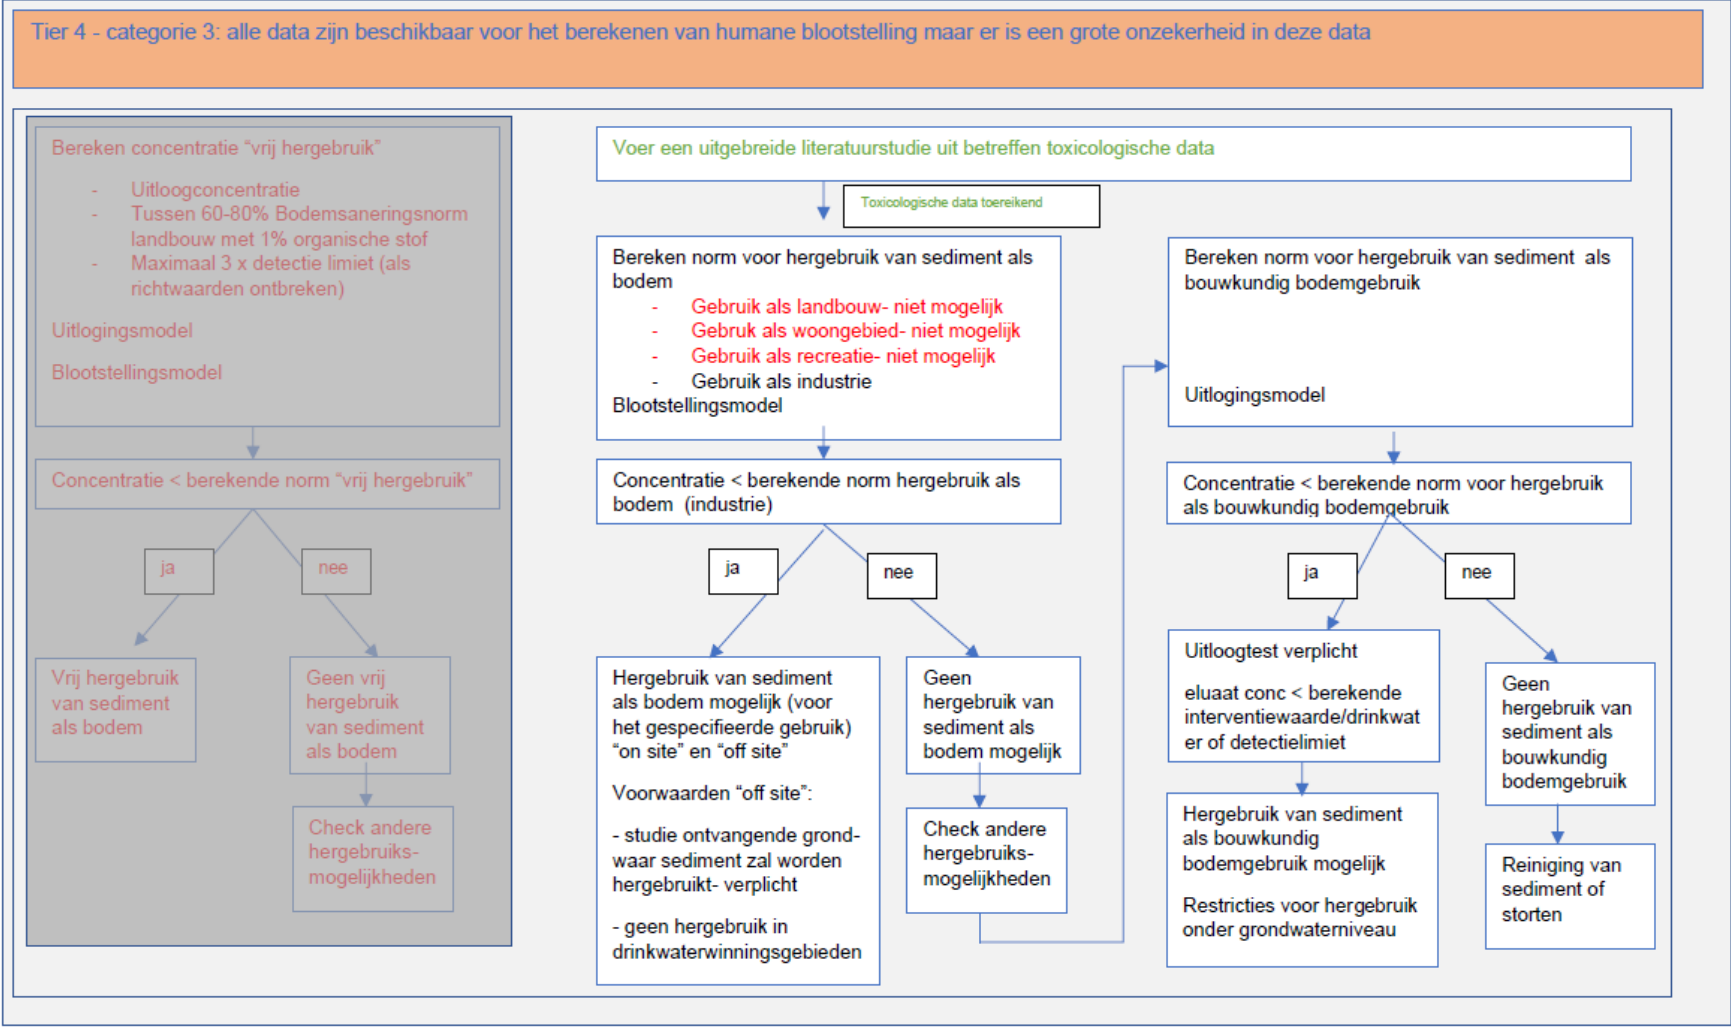 Tier 4 - categorie 3: alle data zijn beschikbaar voor het berekenen van humane blootstelling maar er is een grote onzekerheid in deze data
Bereken concentratie “vrij hergebruik”
- Uitloogconcentratie
- Tussen 60-80% Bodemsaneringsnorm
landbouw met 1% organische stof
- Maximaal 3 x detectie limiet (als
richtwaarden ontbreken)
Uitlogingsmodel
Blootstellingsmodel
Concentratie < berekende norm “vrij hergebruik”
ja
nee
Vrij hergebruik
van sediment
als bodem
Geen vrij
hergebruik
van sediment
als bodem
Check andere
hergebruiks-
mogelijkheden
Voer een uitgebreide literatuurstudie uit betreffen toxicologische data
Toxicologische data toereikend
Bereken norm voor hergebruik van sediment als
bodem
- Gebruik als landbouw- niet mogelijk
- Gebruk als woongebied- niet mogelijk
- Gebruik als recreatie- niet mogelijk
- Gebruik als industrie
Blootstellingsmodel
Concentratie < berekende norm hergebruik als
bodem (industrie)
ja
nee
Hergebruik van sediment
als bodem mogelijk (voor
het gespecifieerde gebruik)
“on site” en “off site”
Voorwaarden “off site”:
- studie ontvangende grond-
waar sediment zal worden
hergebruikt- verplicht
- geen hergebruik in
drinkwaterwinningsgebieden
Geen
hergebruik van
sediment als
bodem mogelijk
Check andere
hergebruiks-
mogelijkheden
Bereken norm voor hergebruik van sediment als
bouwkundig bodemgebruik
Uitlogingsmodel
Concentratie < berekende norm voor hergebruik
als bouwkundig bodemgebruik
ja
nee
Uitloogtest verplicht
eluaat conc < berekende
interventiewaarde/drinkwat
er of detectielimiet
Hergebruik van sediment
als bouwkundig
bodemgebruik mogelijk
Restricties voor hergebruik
onder grondwaterniveau
Geen
hergebruik van
sediment als
bouwkundig
bodemgebruik
Reiniging van
sediment of
storten